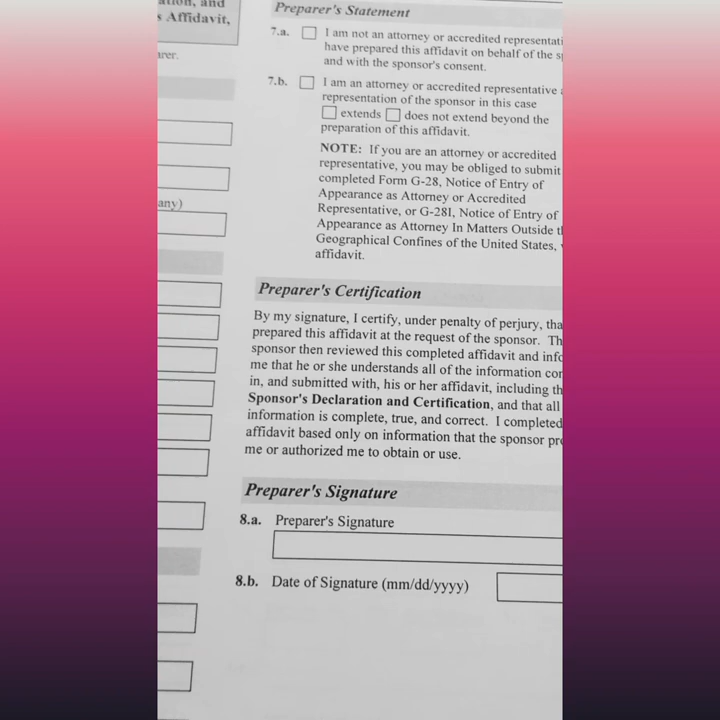 and
s Affidavit,
arer.
any)
Preparer's Statement
7.a. I am not an attorney or accredited
have prepared this affidavit on behalf of the
and with the sponsor's consent.
7.b. I am an attorney or accredited representative
representation of the sponsor in this case
extends does not extend beyond the
preparation of this affidavit.
NOTE: If you are an attorney or accredited
representative, you may be obliged to submit
completed Form G-28, Notice of Entry of
Appearance as Attorney or Accredited
Representative, or G-28I, Notice of Entry of
Appearance as Attorney In Matters Outside
Geographical Confines of the United States,
affidavit.
Preparer's Certification
By my signature, I certify, under penalty of perjury,
prepared this affidavit at the request of the sponsor.
sponsor then reviewed this completed affidavit and
me that he or she understands all of the information
in, and submitted with, his or her affidavit, including
Sponsor's Declaration and Certification, and that all
information is complete, true, and correct. I completed
affidavit based only on information that the sponsor
me or authorized me to obtain or use.
Preparer's Signature
8.a. Preparer's Signature
8.b. Date of Signature (mm/dd/yyyy)